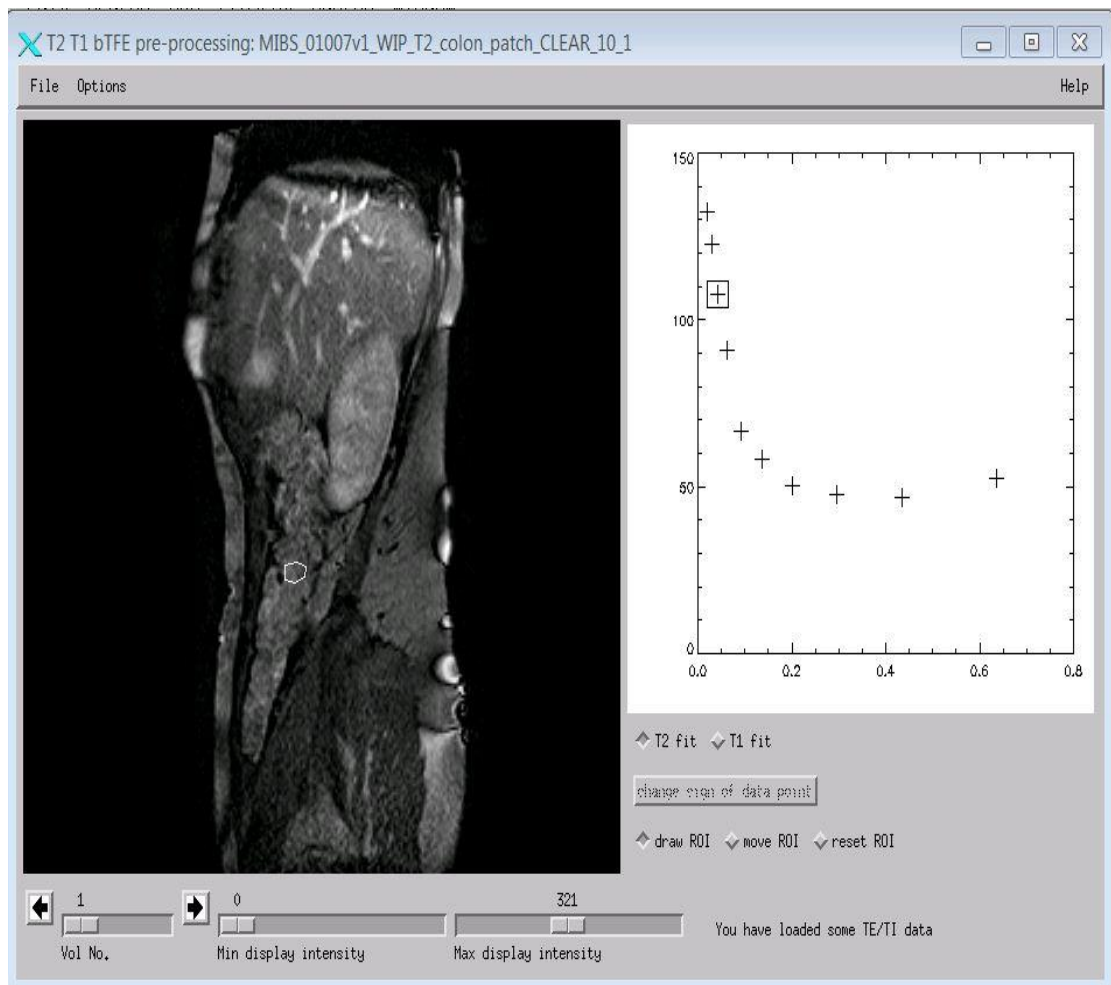 T2 T1 bTFE pre-processing: MIBS_01007v1_WIP_T2_colon_patch_CLEAR_10_1
File Options Help
150
100
50
0
0.0 0.2 0.4 0.6 0.8
T2 fit T1 fit
change sign of data point
draw ROI move ROI reset ROI
1 0 321
You have loaded some TE/TI data
Vol No. Min display intensity Max display intensity